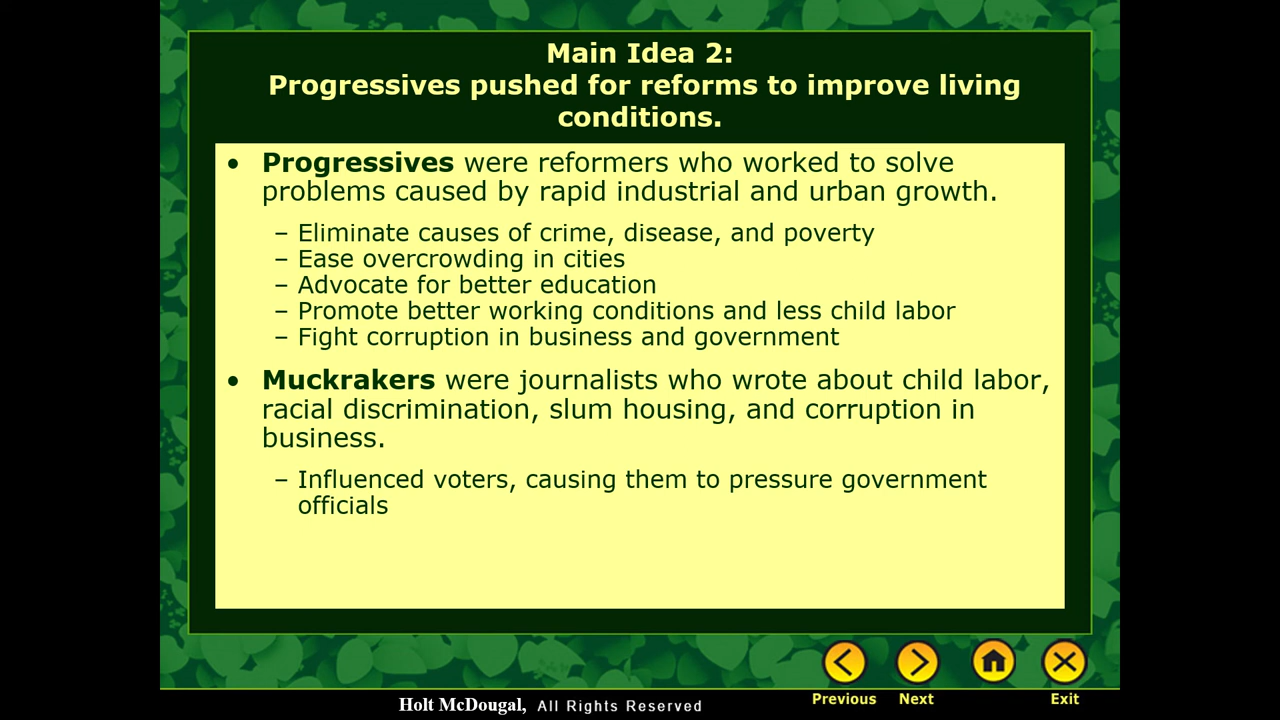 Main Idea 2:
Progressives pushed for reforms to improve living
conditions.
• Progressives were reformers who worked to solve
problems caused by rapid industrial and urban growth.
– Eliminate causes of crime, disease, and poverty
– Ease overcrowding in cities
– Advocate for better education
– Promote better working conditions and less child labor
– Fight corruption in business and government
• Muckrakers were journalists who wrote about child labor,
racial discrimination, slum housing, and corruption in
business.
– Influenced voters, causing them to pressure government
officials
Previous Next Exit
Holt McDougal, All Rights Reserved